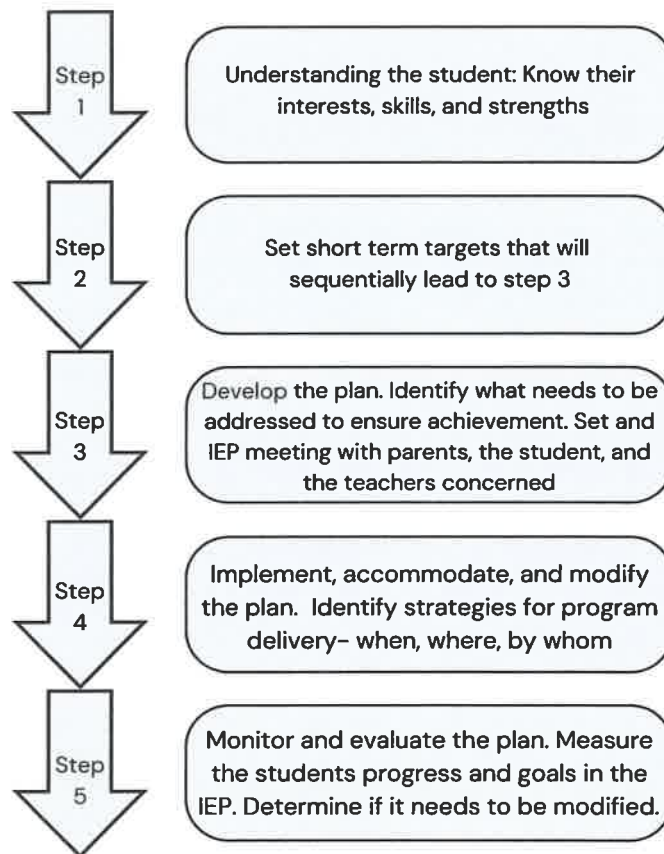 Step
1
Understanding the student: Know their
interests, skills, and strengths
Step
2
Set short term targets that will
sequentially lead to step 3
Step
3
Develop the plan. Identify what needs to be
addressed to ensure achievement. Set and
IEP meeting with parents, the student, and
the teachers concerned
Step
4
Implement, accommodate, and modify
the plan. Identify strategies for program
delivery- when, where, by whom
Step
5
Monitor and evaluate the plan. Measure
the students progress and goals in the
IEP. Determine if it needs to be modified.